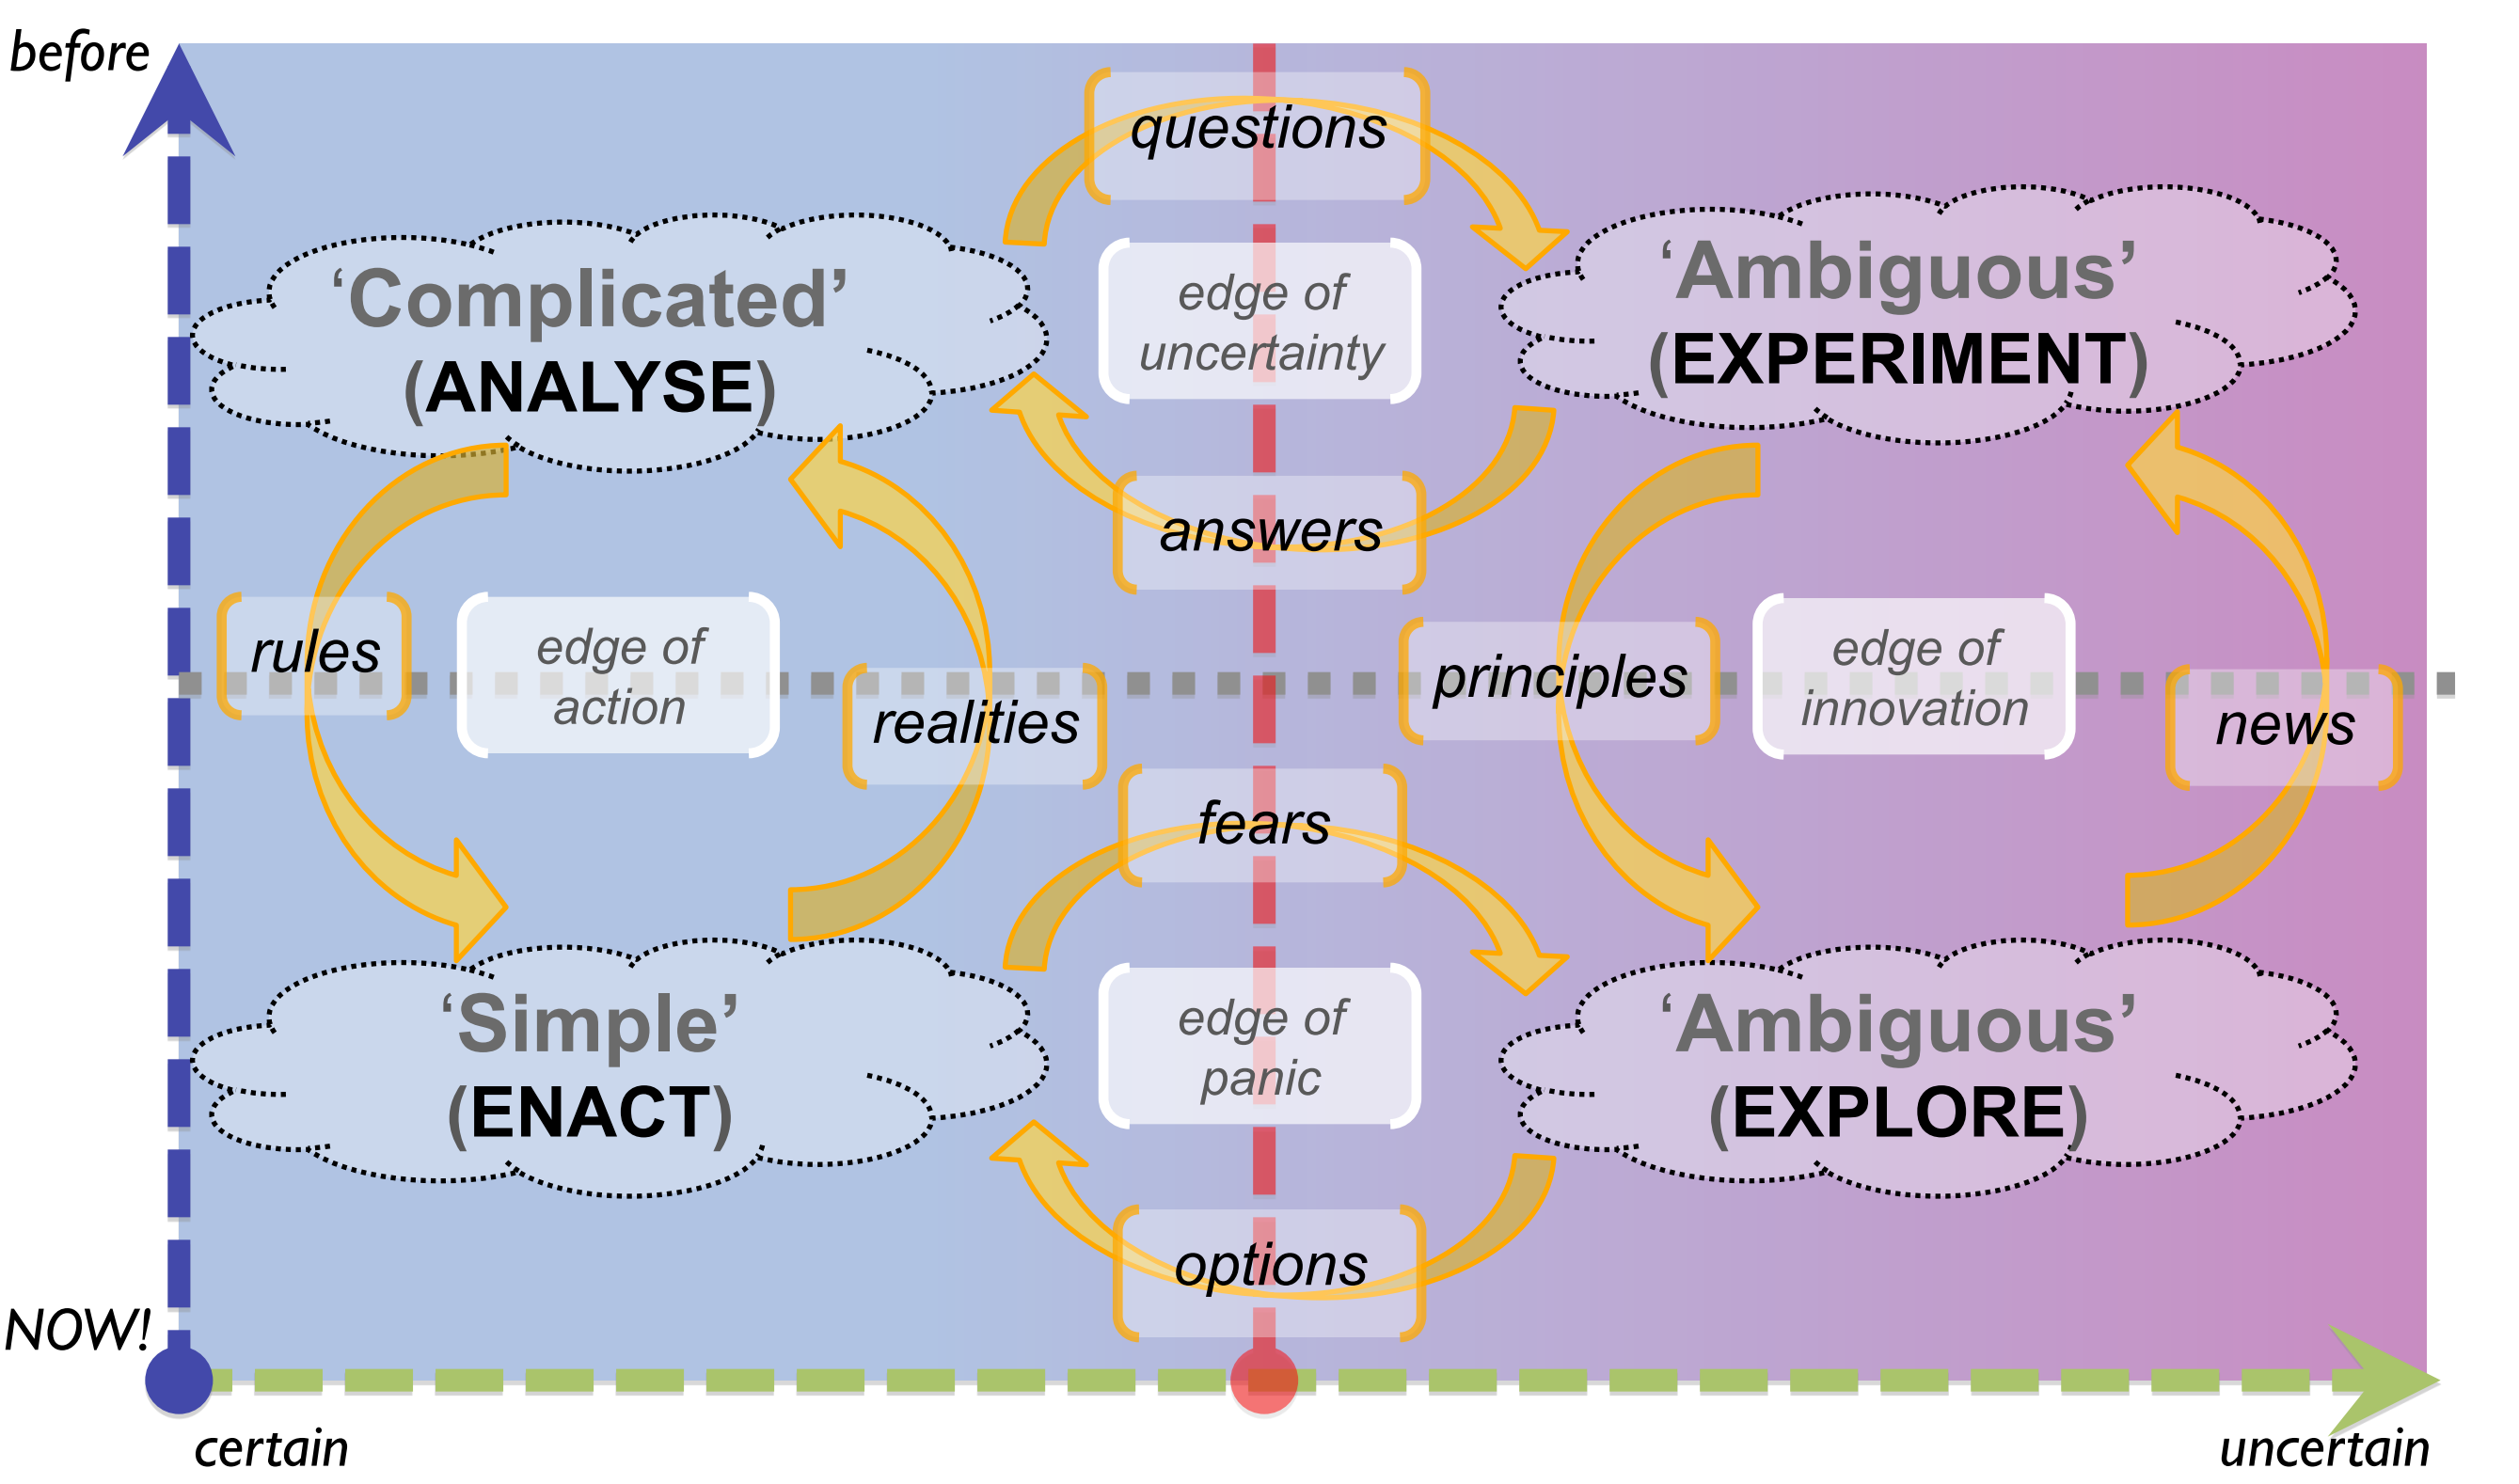 before
questions
‘Complicated’
(ANALYSE)
edge of
uncertainty
‘Ambiguous’
(EXPERIMENT)
answers
rules
edge of
action
realities
principles
edge of
innovation
news
fears
‘Simple’
(ENACT)
edge of
panic
‘Ambiguous’
(EXPLORE)
options
NOW!
certain
uncertain